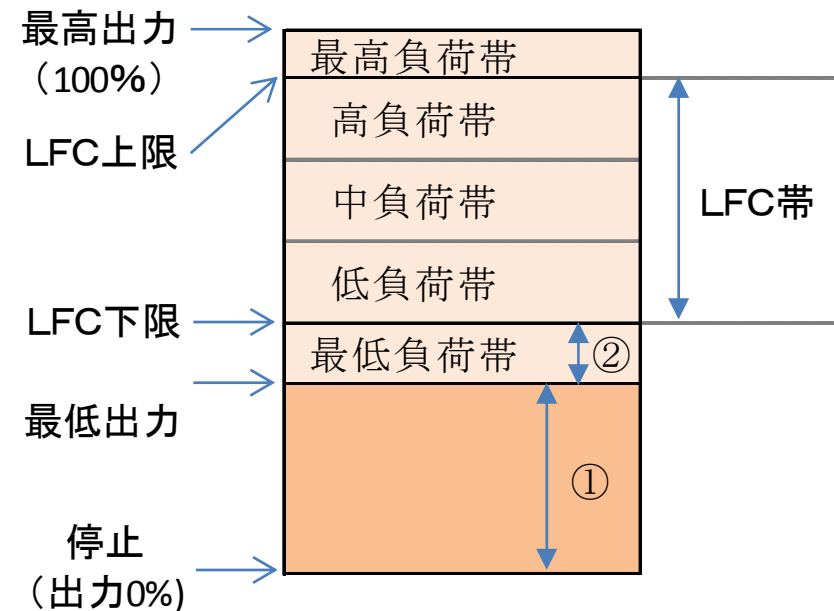 最高出力
（100%）
最高負荷帯
高負荷帯
LFC上限
中負荷帯
LFC帯
低負荷帯
LFC下限
最低負荷帯
②
最低出力
①
停止
（出力0%)